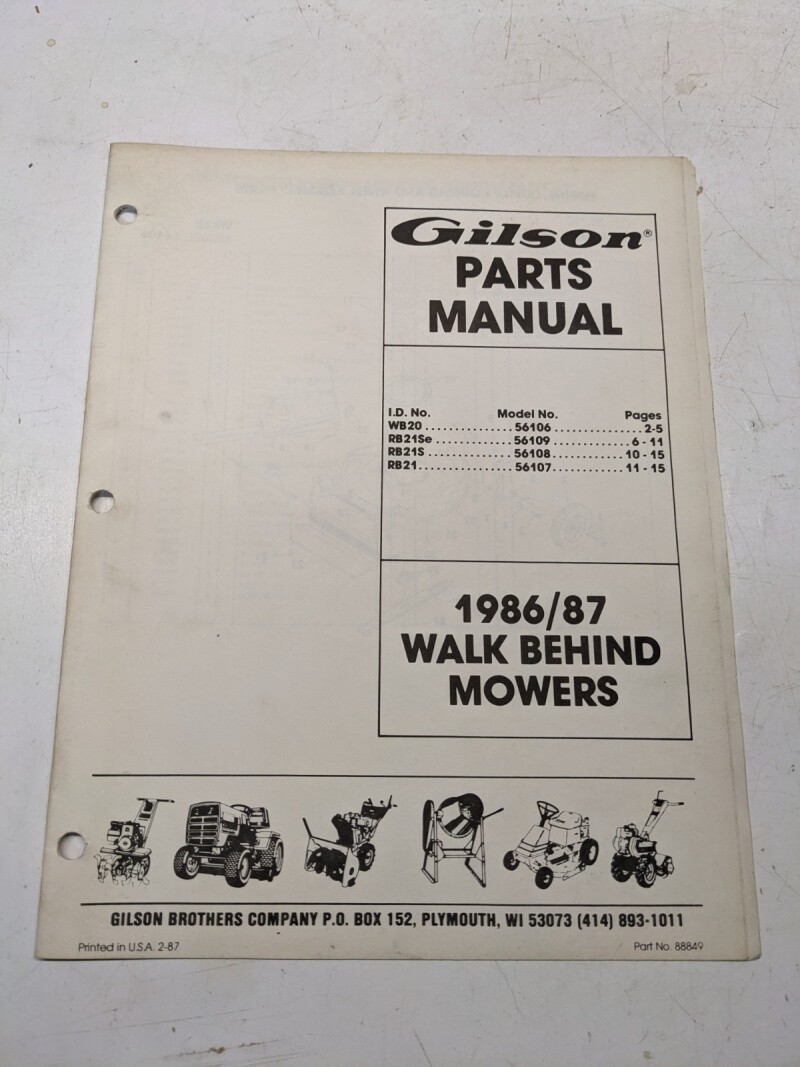 Gilson®
PARTS
MANUAL
I.D. No. Model No. Pages
WB20 .............. 56106 .............. 2-5
RB21Se ............ 56109 ............ 6 - 11
RB21S ............. 56108 ........... 10 - 15
RB21............... 56107............ 11 - 15
1986/87
WALK BEHIND
MOWERS
GILSON BROTHERS COMPANY P.O. BOX 152, PLYMOUTH, WI 53073 (414) 893-1011
Printed in U.S.A. 2-87 Part No. 88849